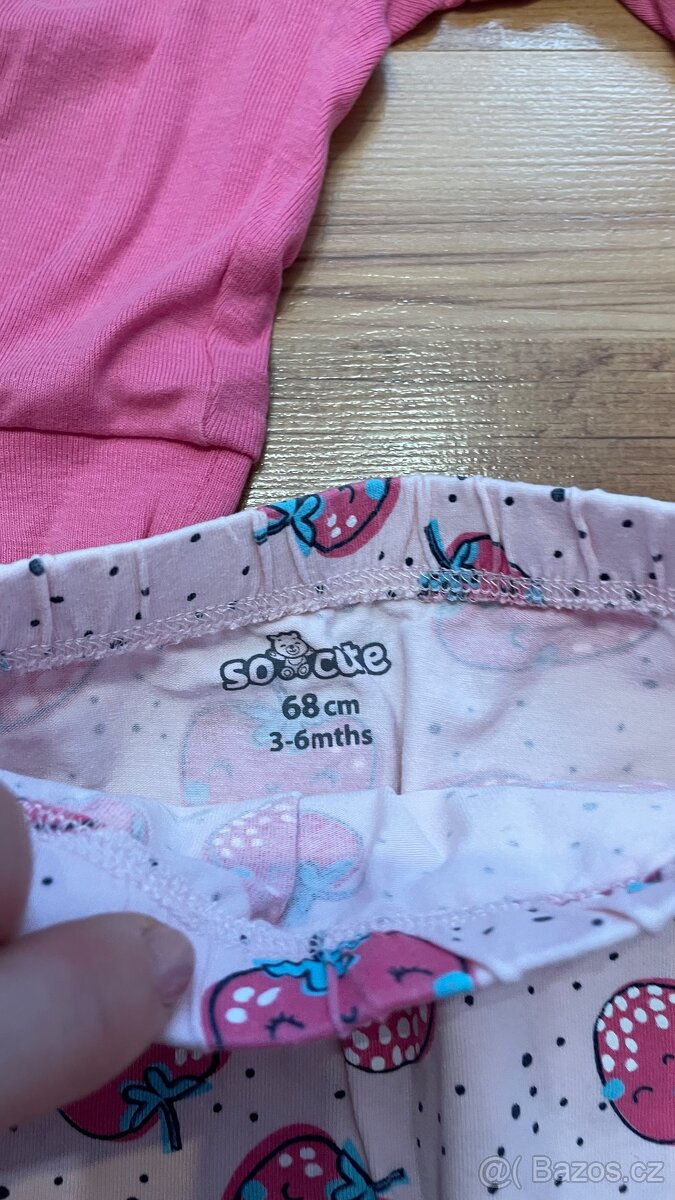 so cute
68 cm
3-6mths
@( Bazos.cz